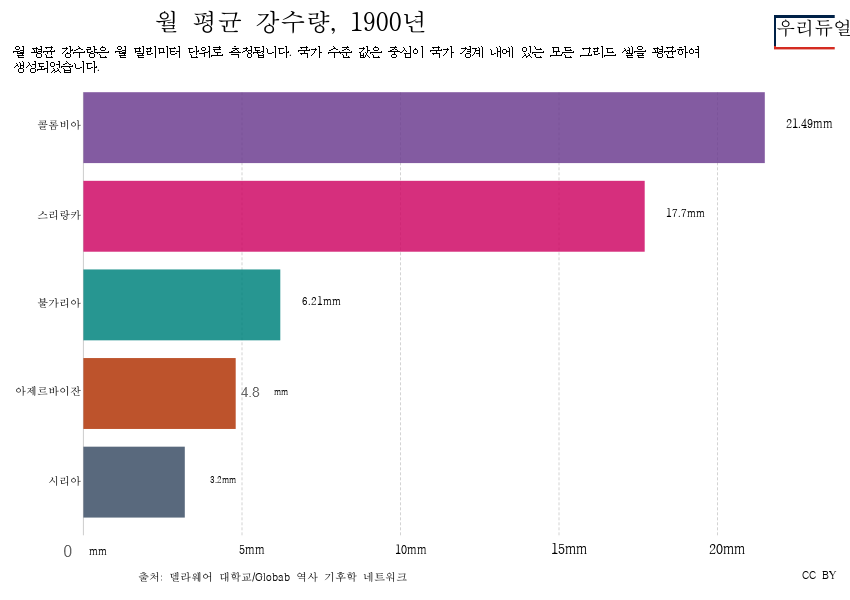 월 평균 강수량, 1900년
우리듀얼
월 평균 강수량은 월 밀리미터 단위로 측정됩니다. 국가 수준 값은 중심이 국가 경계 내에 있는 모든 그리드 셀을 평균하여
생성되었습니다.
콜롬비아 21.49mm
스리랑카 17.7mm
불가리아 6.21mm
아제르바이잔 4.8 mm
시리아 3.2mm
0 mm 5mm 10mm 15mm 20mm
출처: 델라웨어 대학교/Globab 역사 기후학 네트워크
CC BY